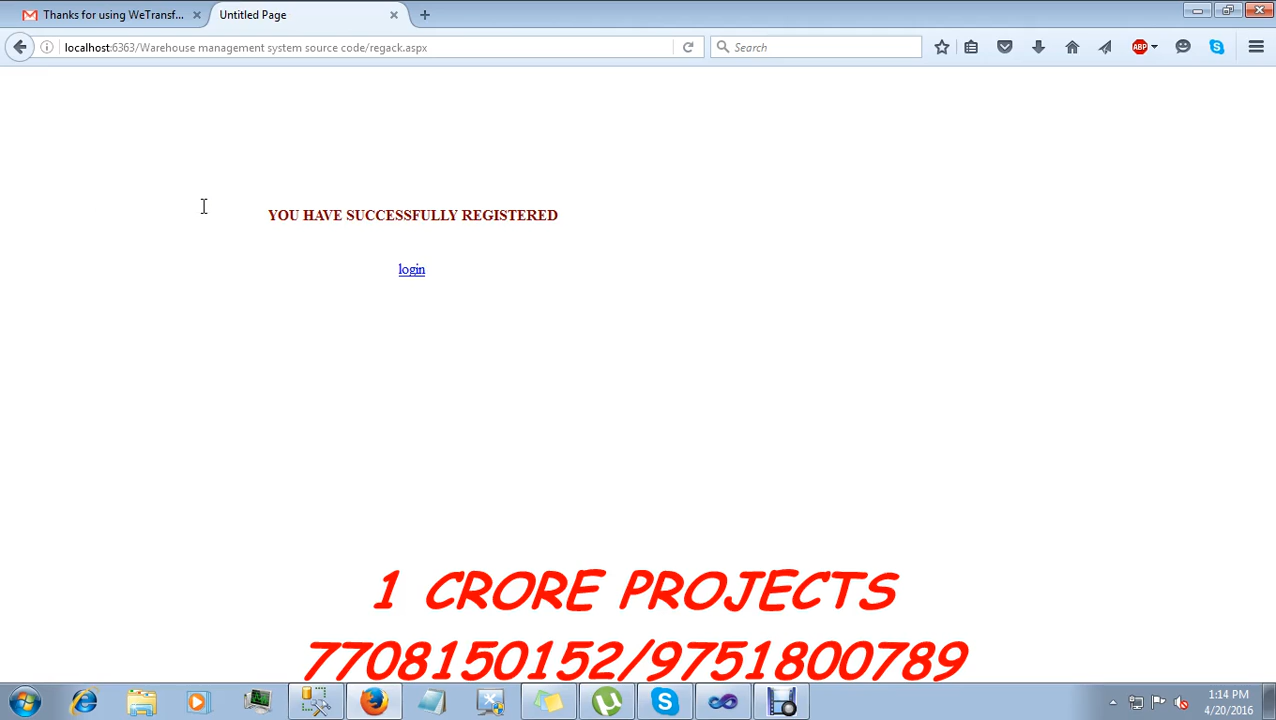 Thanks for using WeTransf...
Untitled Page
localhost:6363/Warehouse management system source code/regack.aspx
Search
ABP
YOU HAVE SUCCESSFULLY REGISTERED
login
1 CRORE PROJECTS
7708150152/9751800789
1:14 PM
4/20/2016